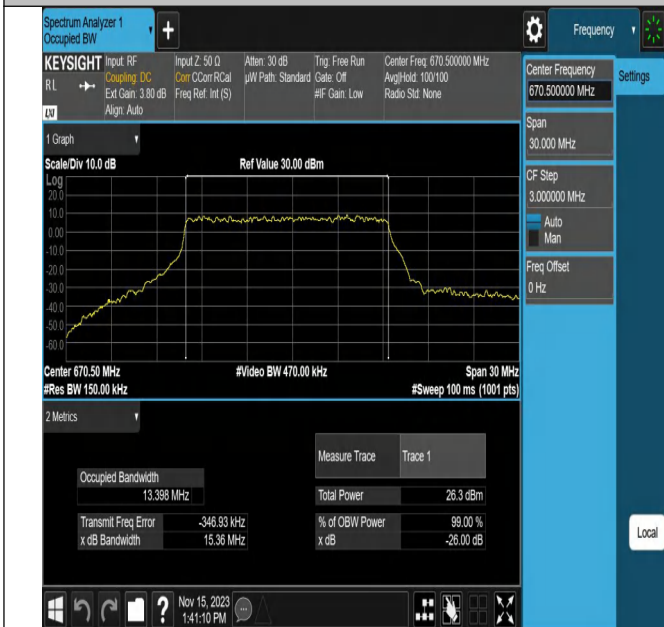 Spectrum Analyzer 1
Occupied BW
Frequency
KEYSIGHT
RL
LXI
Input: RF
Coupling: DC
Ext Gain: 3.80 dB
Align: Auto
Input Z: 50 Ω
Corr CCorr RCal
Freq Ref: Int (S)
Atten: 30 dB
µW Path: Standard
Trig: Free Run
Gate: Off
#IF Gain: Low
Center Freq: 670.500000 MHz
Avg|Hold: 100/100
Radio Std: None
Center Frequency
670.500000 MHz
Settings
Span
30.000 MHz
CF Step
3.000000 MHz
Auto
Man
Freq Offset
0 Hz
1 Graph
Scale/Div 10.0 dB
Ref Value 30.00 dBm
Log
20.0
10.0
0.00
-10.0
-20.0
-30.0
-40.0
-50.0
-60.0
Center 670.50 MHz
#Video BW 470.00 kHz
Span 30 MHz
#Res BW 150.00 kHz
#Sweep 100 ms (1001 pts)
2 Metrics
Measure Trace
Trace 1
Occupied Bandwidth
13.398 MHz
Total Power
26.3 dBm
Transmit Freq Error
-346.93 kHz
% of OBW Power
99.00 %
x dB Bandwidth
15.36 MHz
x dB
-26.00 dB
Local
?
Nov 15, 2023
1:41:10 PM